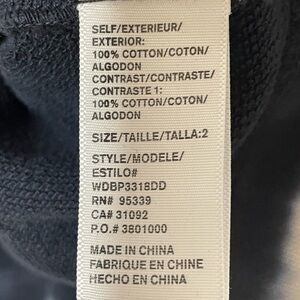 SELF/EXTERIEUR/
EXTERIOR:
100% COTTON/COTON/
ALGODON
CONTRAST/CONTRASTE/
CONTRASTE 1:
100% COTTON/COTON/
ALGODON
SIZE/TAILLE/TALLA:2
STYLE/MODELE/
ESTILO#
WDBP3318DD
RN# 95339
CA# 31092
P.O.# 3801000
MADE IN CHINA
FABRIQUE EN CHINE
HECHO EN CHINA